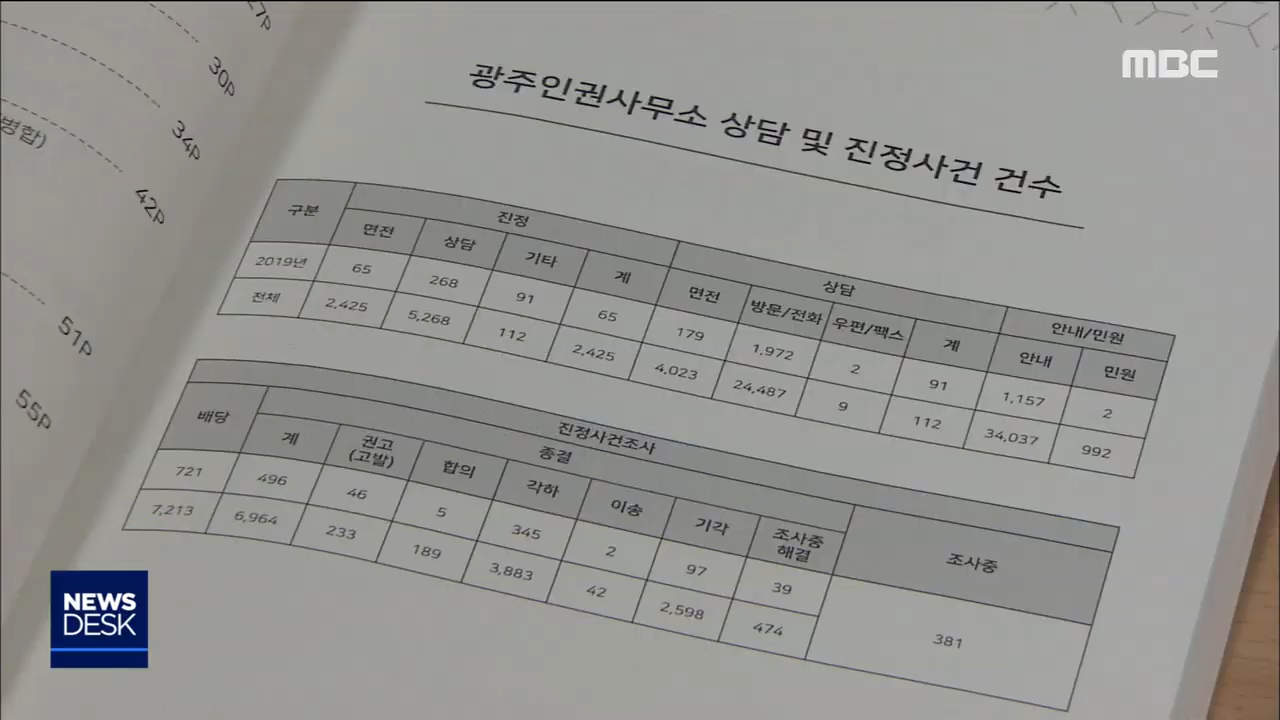 27P
30P
34P
병합)
42P
51P
55P
MBC
광주인권사무소 상담 및 진정사건 건수
구분 진정 상담 안내/민원
면전 상담 기타 계 면전 방문/전화 우편/팩스 계 안내 민원
2019년 65 268 91 65 179 1,972 2 91 1,157 2
전체 2,425 5,268 112 2,425 4,023 24,487 9 112 34,037 992
진정사건조사
배당 종결 조사중
계 권고 (고발) 합의 각하 이송 기각 조사중 해결
721 496 46 5 345 2 97 39 381
7,213 6,964 233 189 3,883 42 2,598 474
NEWS
DESK